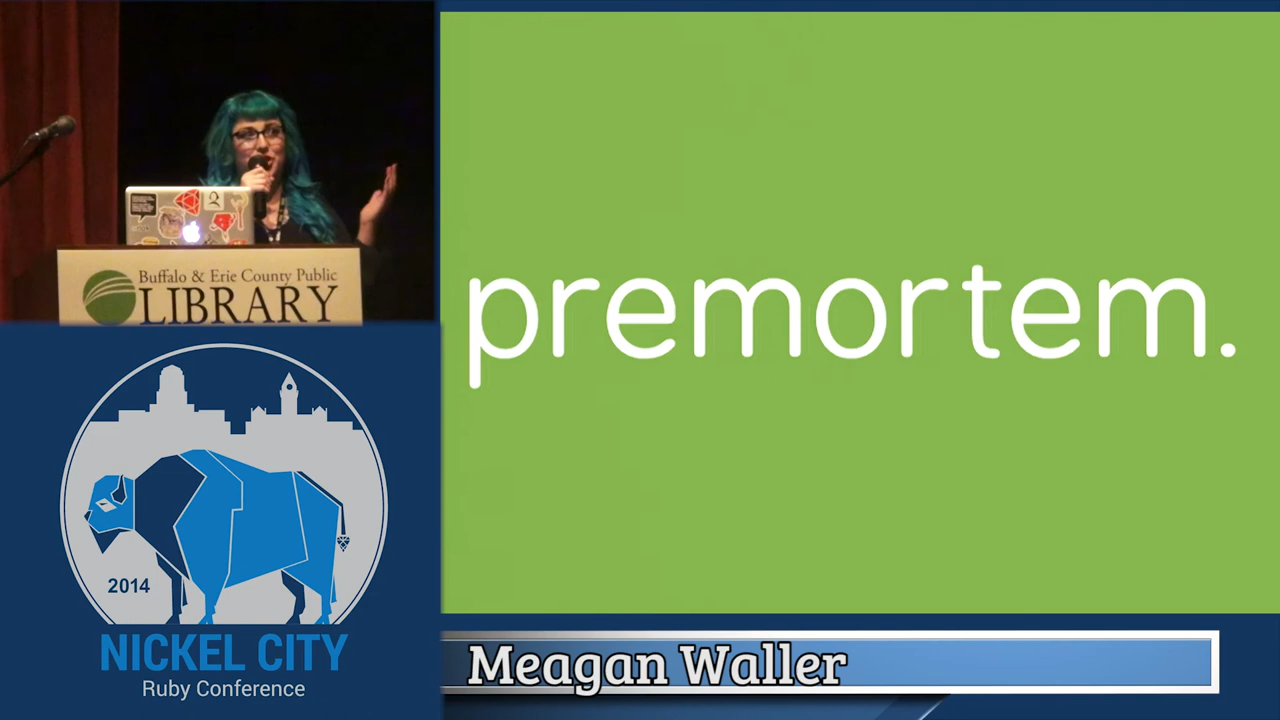 Buffalo & Erie County Public
LIBRARY
premortem.
2014
NICKEL CITY
Ruby Conference
Meagan Waller